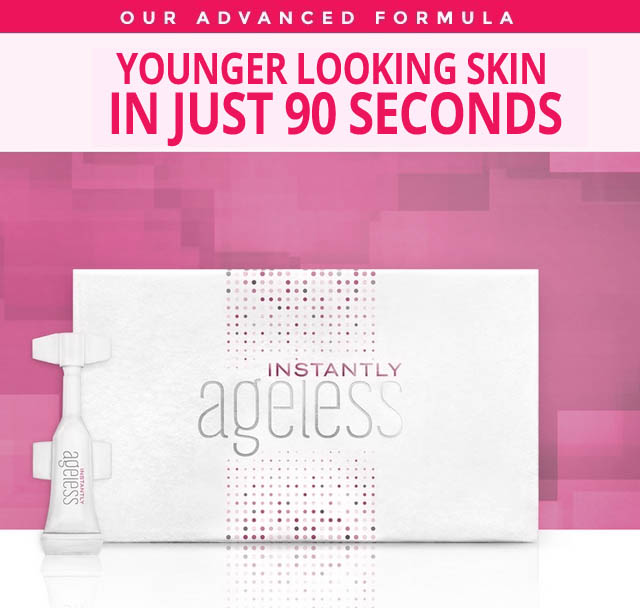 OUR ADVANCED FORMULA
YOUNGER LOOKING SKIN
IN JUST 90 SECONDS
INSTANTLY
ageless
INSTANTLY
ageless